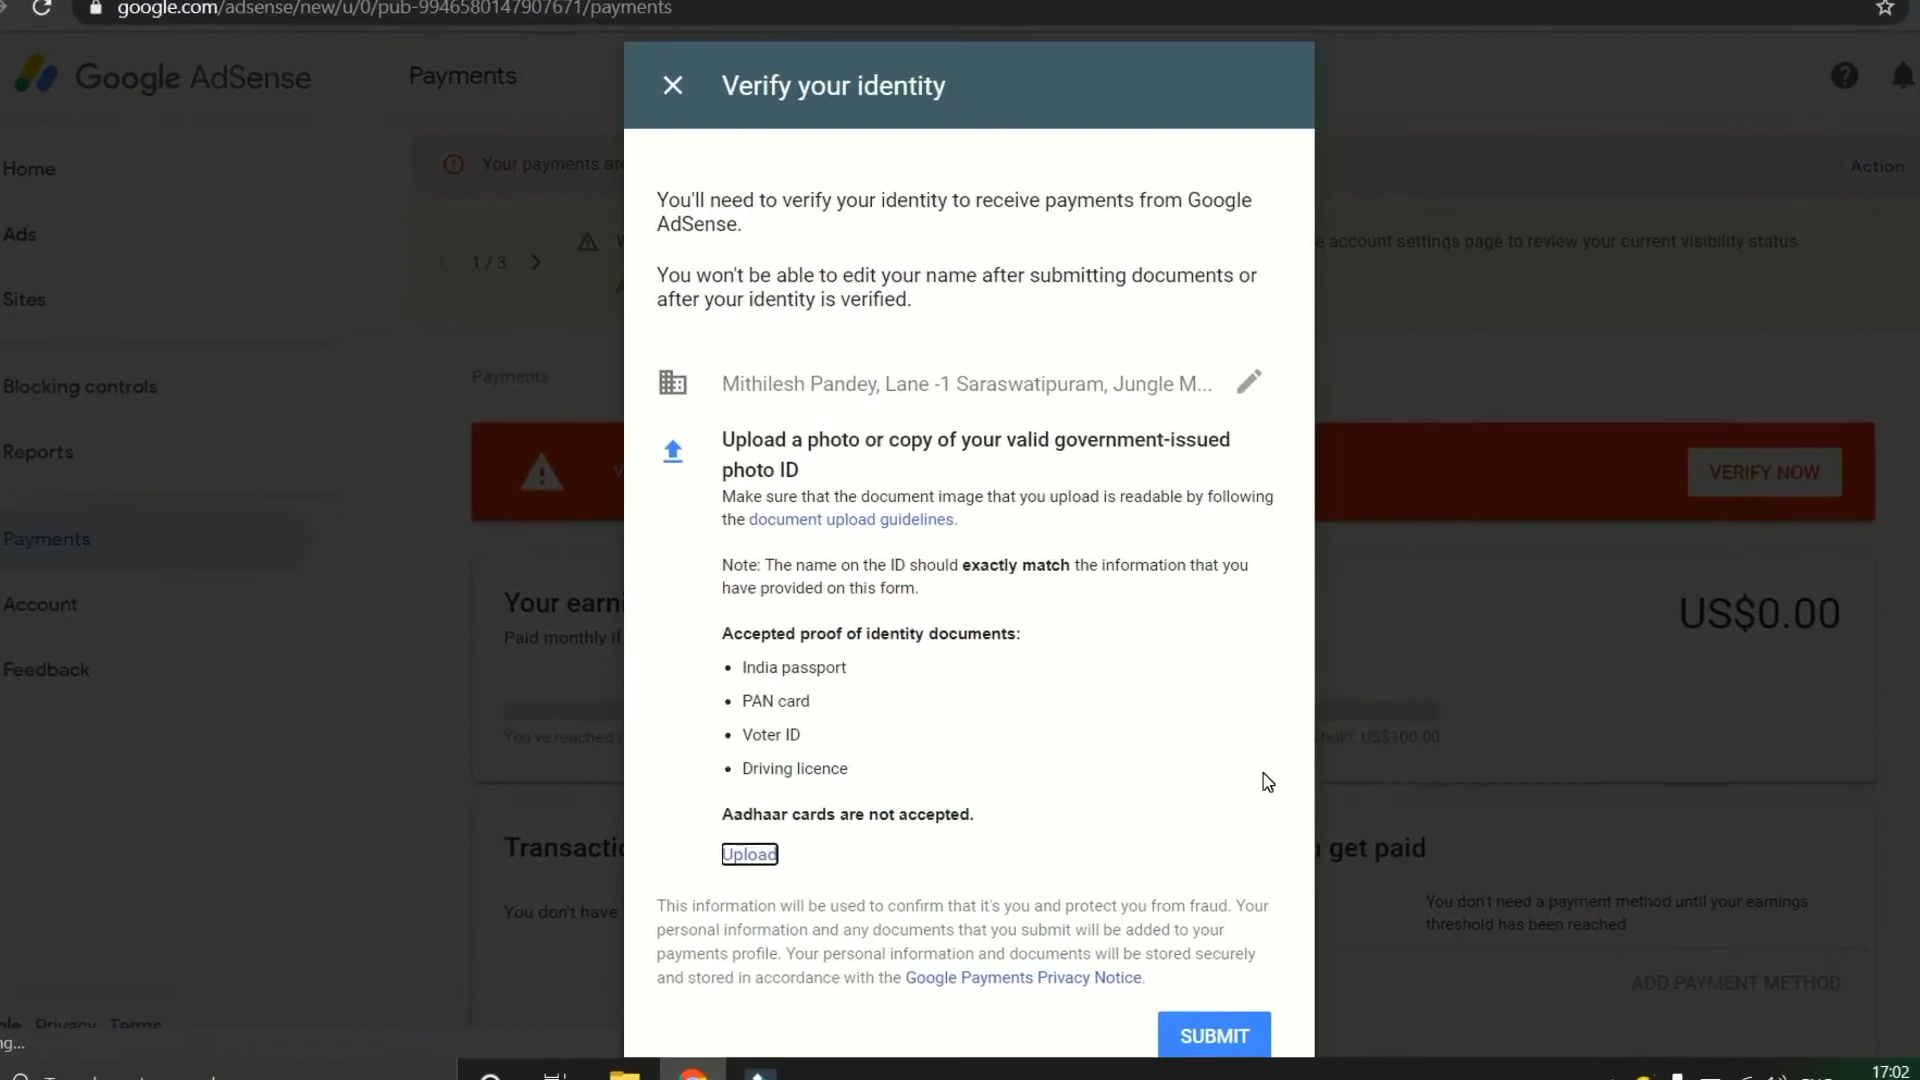 google.com/adsense/new/u/0/pub-9946580147907671/payments
Google AdSense
Payments
Verify your identity
Home
Ads
Sites
Blocking controls
Reports
Payments
Account
Feedback
Your payments are
Action
1 / 3
e account settings page to review your current visibility status.
Payments
VERIFY NOW
Your earn
Paid monthly if
US$0.00
You've reached
hold: US$100.00
Transacti
You don't have
get paid
You don't need a payment method until your earnings
threshold has been reached
ADD PAYMENT METHOD
You'll need to verify your identity to receive payments from Google
AdSense.
You won't be able to edit your name after submitting documents or
after your identity is verified.
Mithilesh Pandey, Lane -1 Saraswatipuram, Jungle M...
Upload a photo or copy of your valid government-issued
photo ID
Make sure that the document image that you upload is readable by following
the document upload guidelines.
Note: The name on the ID should exactly match the information that you
have provided on this form.
Accepted proof of identity documents:
• India passport
• PAN card
• Voter ID
• Driving licence
Aadhaar cards are not accepted.
Upload
This information will be used to confirm that it's you and protect you from fraud. Your
personal information and any documents that you submit will be added to your
payments profile. Your personal information and documents will be stored securely
and stored in accordance with the Google Payments Privacy Notice.
SUBMIT
gle Privacy Terms
ng...
17:02